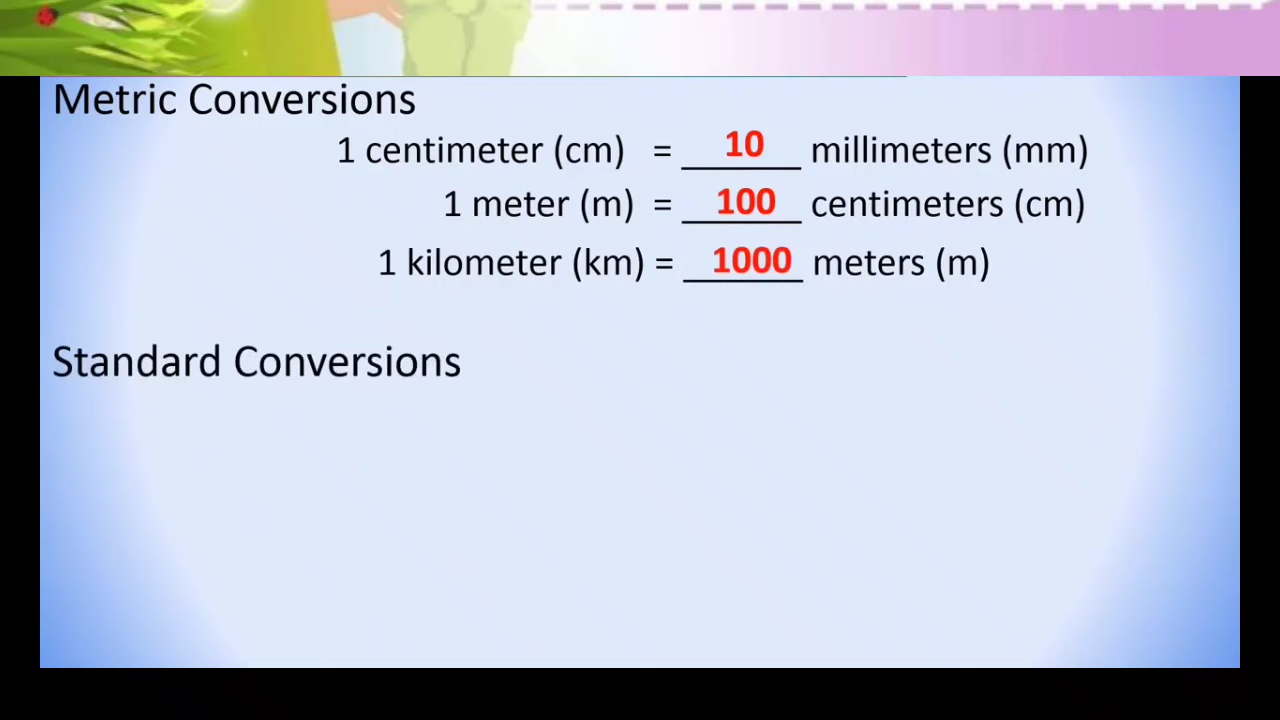 Metric Conversions
1 centimeter (cm) = 10 millimeters (mm)
1 meter (m) = 100 centimeters (cm)
1 kilometer (km) = 1000 meters (m)
Standard Conversions